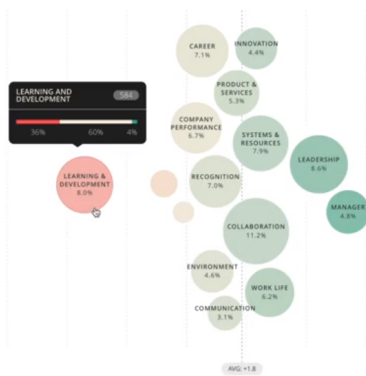 CAREER
7.1%
INNOVATION
4.4%
LEARNING AND
DEVELOPMENT
584
36% 60% 4%
PRODUCT &
SERVICES
5.3%
COMPANY
PERFORMANCE
6.7%
SYSTEMS &
RESOURCES
7.9%
LEADERSHIP
8.6%
LEARNING &
DEVELOPMENT
8.0%
RECOGNITION
7.0%
MANAGER
4.8%
COLLABORATION
11.2%
ENVIRONMENT
4.6%
WORK LIFE
6.2%
COMMUNICATION
3.1%
AVG: +1.8